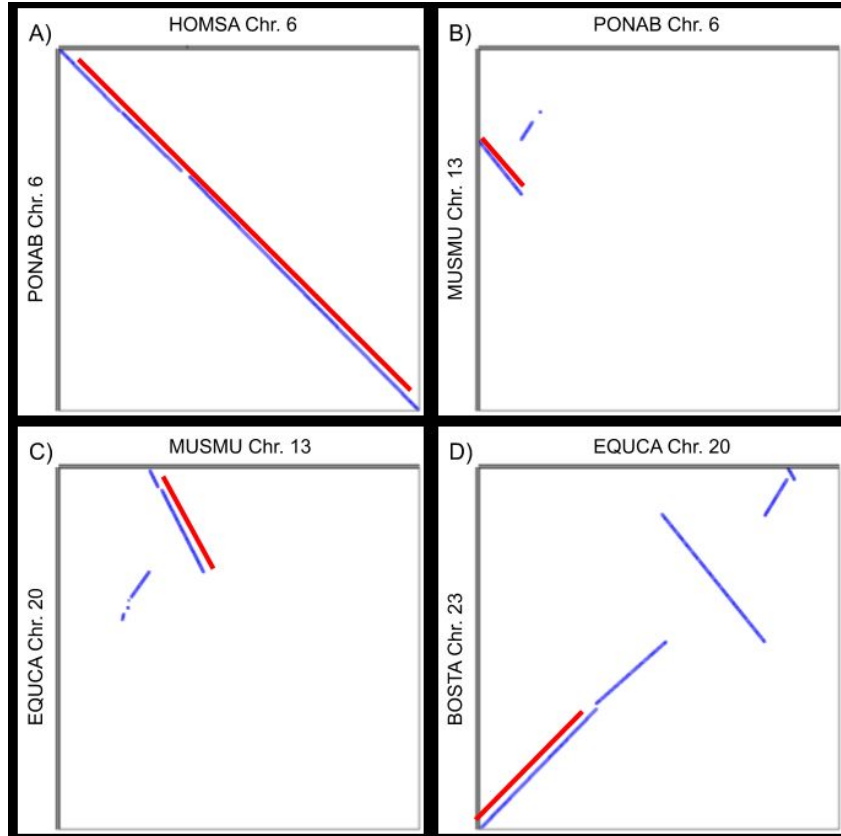 A)
HOMSA Chr. 6
PONAB Chr. 6
B)
PONAB Chr. 6
MUSMU Chr. 13
C)
MUSMU Chr. 13
EQUCA Chr. 20
D)
EQUCA Chr. 20
BOSTA Chr. 23